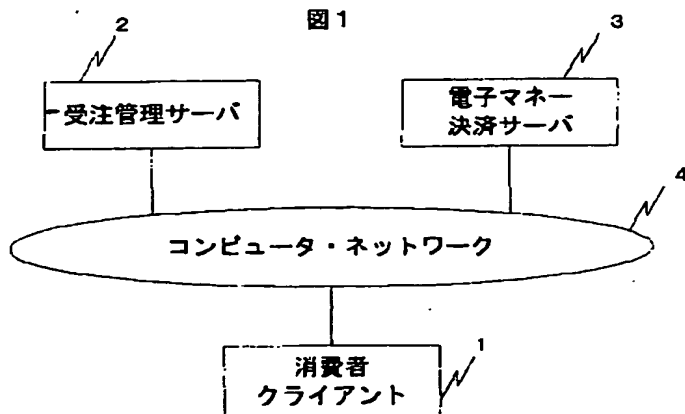 図1
2
3
受注管理サーバ
電子マネー
決済サーバ
4
コンピュータ・ネットワーク
1
消費者
クライアント